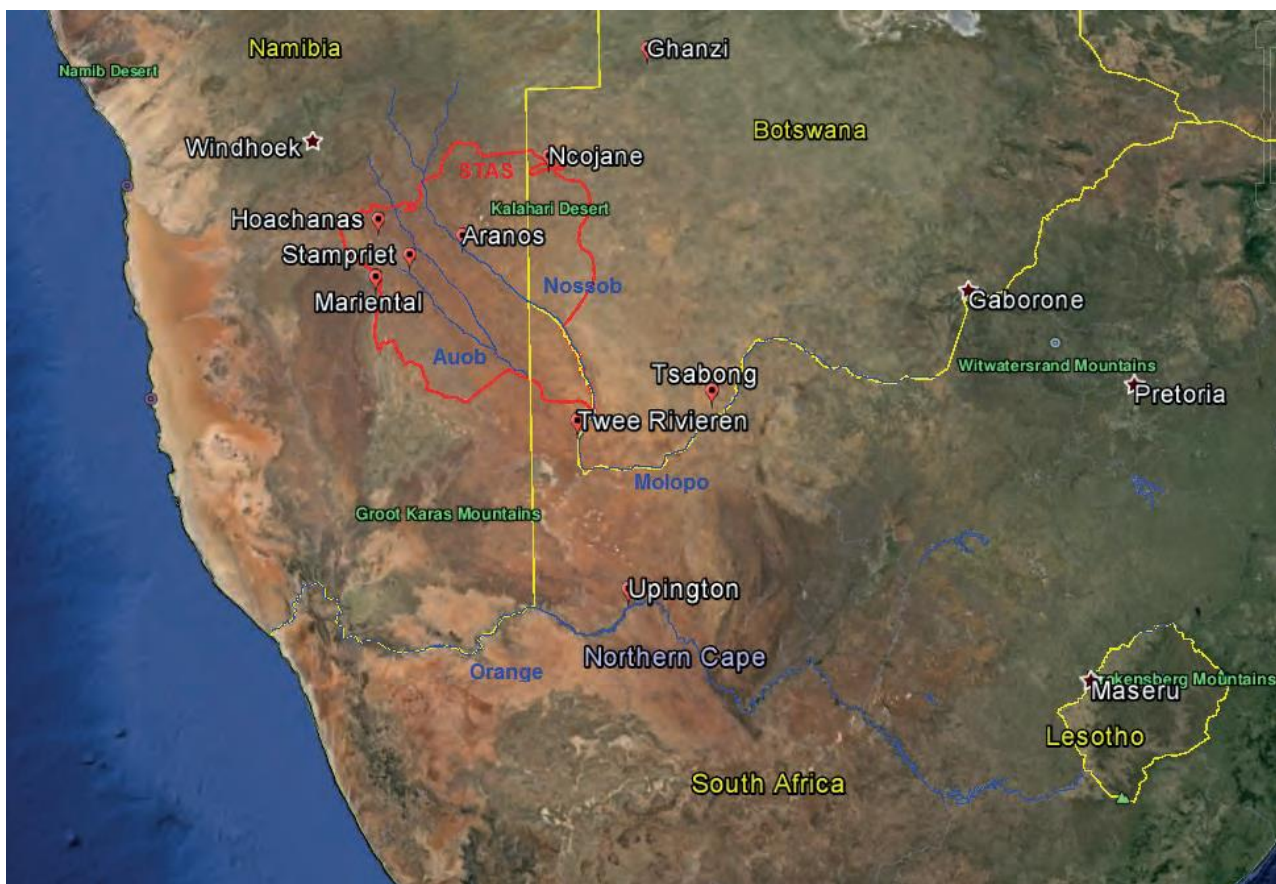 Namibia
Ghanzi
Namib Desert
Botswana
Windhoek
Ncojane
STAS
Hoachanas
Kalahari Desert
Aranos
Stampriet
Nossob
Mariental
Gaborone
Auob
Witwatersrand Mountains
Tsabong
Pretoria
Twee Rivieren
Molopo
Groot Karas Mountains
Upington
Northern Cape
Orange
kensberg Mountains
Maseru
Lesotho
South Africa